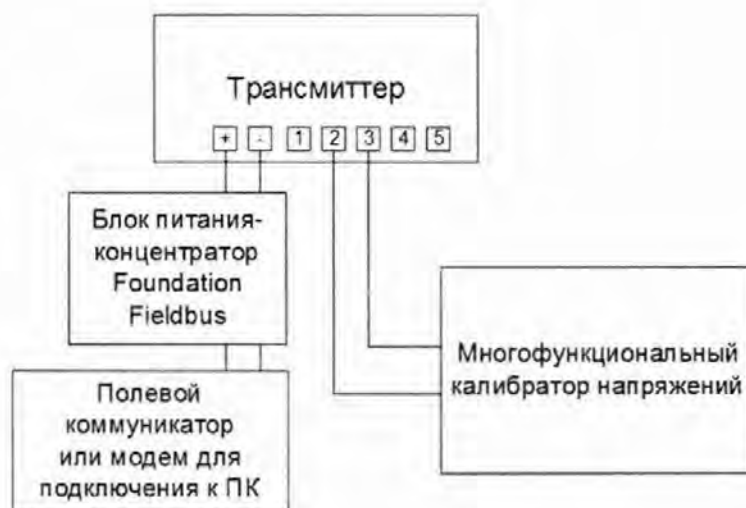 Трансмиттер
+ - 1 2 3 4 5
Блок питания-
концентратор
Foundation
Fieldbus
Многофункциональный
калибратор напряжений
Полевой
коммуникатор
или модем для
подключения к ПК